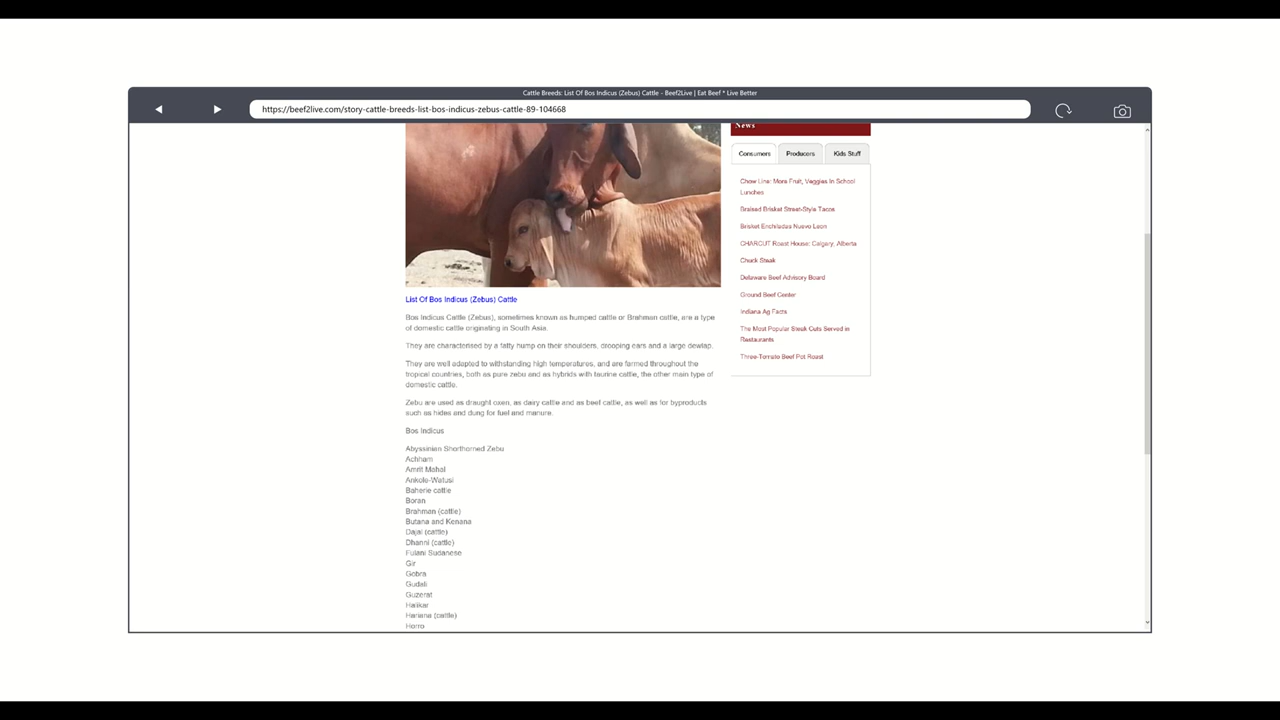 Cattle Breeds: List Of Bos Indicus (Zebus) Cattle - Beef2Live | Eat Beef * Live Better
https://beef2live.com/story-cattle-breeds-list-bos-indicus-zebus-cattle-89-104668
News
Consumers Producers Kids Stuff
Chow Line: More Fruit, Veggies In School
Lunches
Braised Brisket Street-Style Tacos
Brisket Enchiladas Nuevo Leon
CHARCUT Roast House: Calgary, Alberta
Chuck Steak
Delaware Beef Advisory Board
Ground Beef Center
Indiana Ag Facts
The Most Popular Steak Cuts Served in
Restaurants
Three-Tomato Beef Pot Roast
List Of Bos Indicus (Zebus) Cattle
Bos Indicus Cattle (Zebus), sometimes known as humped cattle or Brahman cattle, are a type
of domestic cattle originating in South Asia.
They are characterised by a fatty hump on their shoulders, drooping ears and a large dewlap.
They are well adapted to withstanding high temperatures, and are farmed throughout the
tropical countries, both as pure zebu and as hybrids with taurine cattle, the other main type of
domestic cattle.
Zebu are used as draught oxen, as dairy cattle and as beef cattle, as well as for byproducts
such as hides and dung for fuel and manure.
Bos Indicus
Abyssinian Shorthorned Zebu
Achham
Amrit Mahal
Ankole-Watusi
Baherie cattle
Boran
Brahman (cattle)
Butana and Kenana
Dajal (cattle)
Dhanni (cattle)
Fulani Sudanese
Gir
Gobra
Gudali
Guzerat
Halikar
Hariana (cattle)
Horro